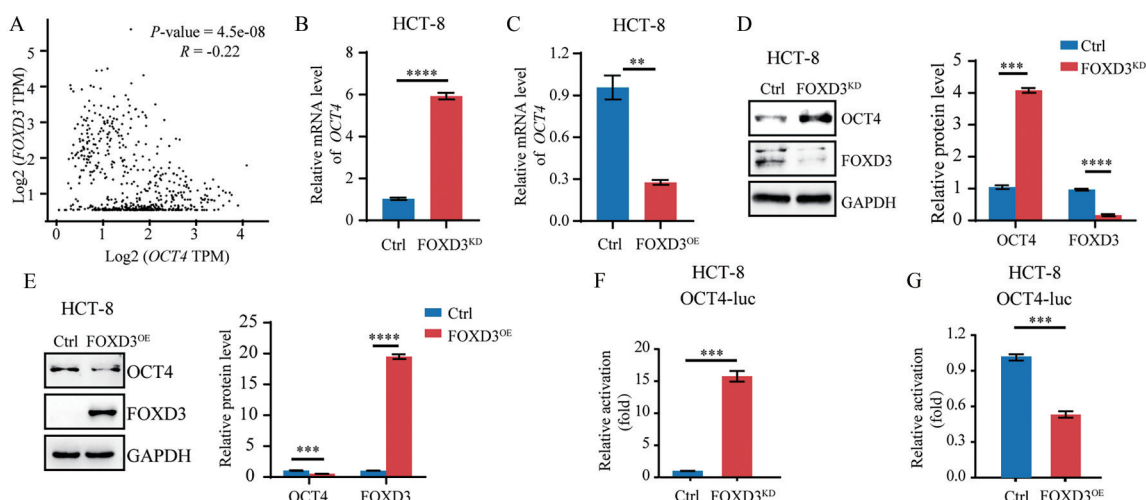 A
P-value = 4.5e-08
R = -0.22
Log2 (FOXD3 TPM)
5
4
3
2
1
0 1 2 3 4 5
Log2 (OCT4 TPM)
B
HCT-8
Relative mRNA level
of OCT4
8
6
4
2
0
****
Ctrl FOXD3KD
C
HCT-8
Relative mRNA level
of OCT4
1.2
0.9
0.6
0.3
0.0
**
Ctrl FOXD3OE
D
HCT-8
Ctrl FOXD3KD
OCT4
FOXD3
GAPDH
Ctrl
FOXD3KD
Relative protein level
5
4
3
2
1
0
***
****
OCT4 FOXD3
E
HCT-8
Ctrl FOXD3OE
OCT4
FOXD3
GAPDH
Ctrl
FOXD3OE
Relative protein level
25
20
15
10
5
0
***
****
OCT4 FOXD3
F
HCT-8
OCT4-luc
Relative activation
(fold)
20
15
10
5
0
***
Ctrl FOXD3KD
G
HCT-8
OCT4-luc
Relative activation
(fold)
1.2
0.9
0.6
0.3
0.0
***
Ctrl FOXD3OE